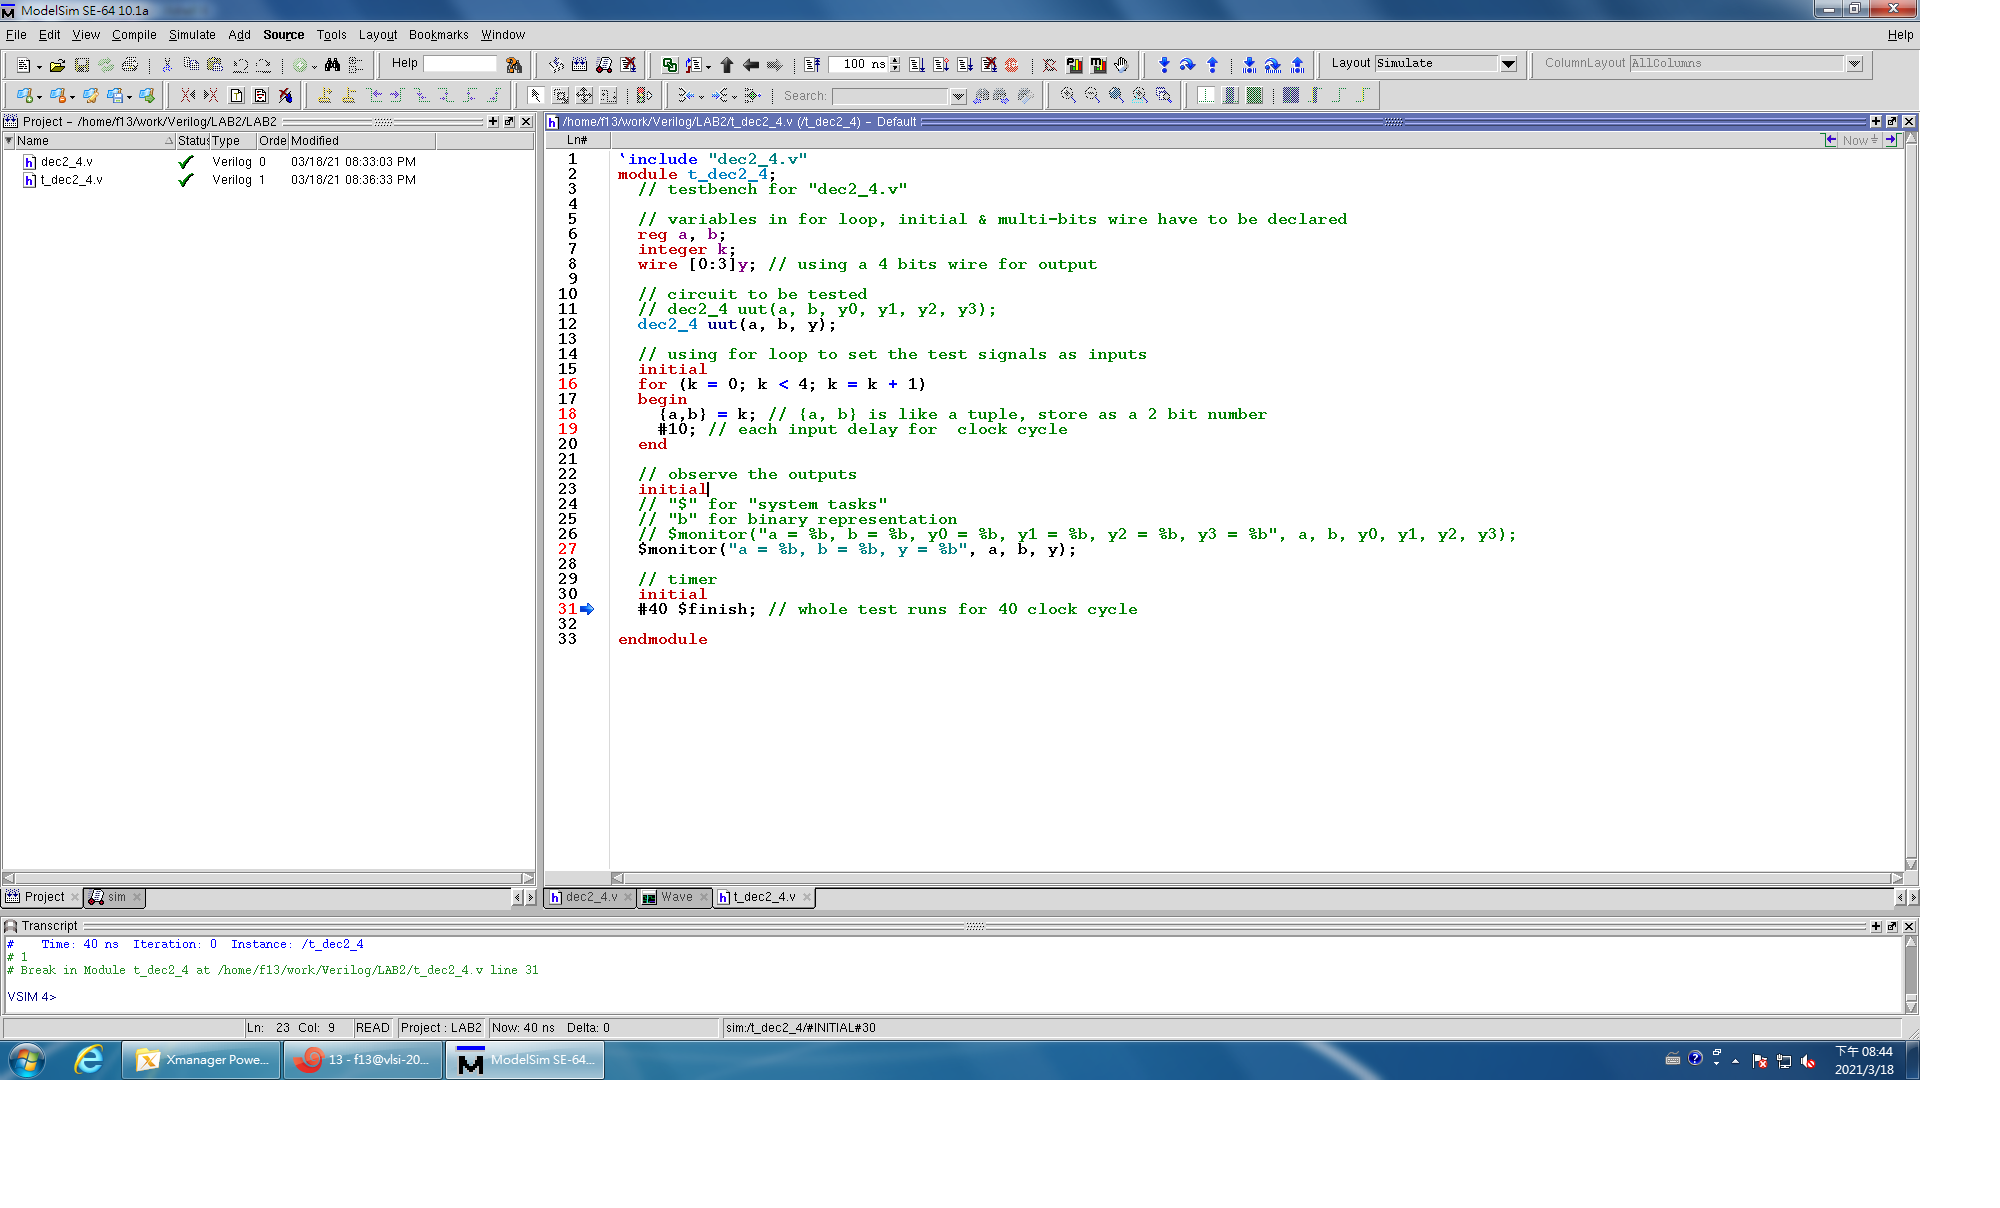 ModelSim SE-64 10.1a
File Edit View Compile Simulate Add Source Tools Layout Bookmarks Window Help
Help 100 ns Layout Simulate ColumnLayout AllColumns
Search:
Project - /home/f13/work/Verilog/LAB2/LAB2
Name Status Type Orde Modified
dec2_4.v Verilog 0 03/18/21 08:33:03 PM
t_dec2_4.v Verilog 1 03/18/21 08:36:33 PM
/home/f13/work/Verilog/LAB2/t_dec2_4.v (/t_dec2_4) - Default
Ln# Now
1 `include "dec2_4.v"
2 module t_dec2_4;
3 // testbench for "dec2_4.v"
4
5 // variables in for loop, initial & multi-bits wire have to be declared
6 reg a, b;
7 integer k;
8 wire [0:3]y; // using a 4 bits wire for output
9
10 // circuit to be tested
11 // dec2_4 uut(a, b, y0, y1, y2, y3);
12 dec2_4 uut(a, b, y);
13
14 // using for loop to set the test signals as inputs
15 initial
16 for (k = 0; k < 4; k = k + 1)
17 begin
18 {a,b} = k; // {a, b} is like a tuple, store as a 2 bit number
19 #10; // each input delay for  clock cycle
20 end
21
22 // observe the outputs
23 initial
24 // "$" for "system tasks"
25 // "b" for binary representation
26 // $monitor("a = %b, b = %b, y0 = %b, y1 = %b, y2 = %b, y3 = %b", a, b, y0, y1, y2, y3);
27 $monitor("a = %b, b = %b, y = %b", a, b, y);
28
29 // timer
30 initial
31 #40 $finish; // whole test runs for 40 clock cycle
32
33 endmodule
Project sim
dec2_4.v Wave t_dec2_4.v
Transcript
#    Time: 40 ns  Iteration: 0  Instance: /t_dec2_4
# 1
# Break in Module t_dec2_4 at /home/f13/work/Verilog/LAB2/t_dec2_4.v line 31
VSIM 4>
Ln: 23 Col: 9 READ Project : LAB2 Now: 40 ns Delta: 0 sim:/t_dec2_4/#INITIAL#30
Xmanager Powe... 13 - f13@vlsi-20... ModelSim SE-64...
下午 08:44
2021/3/18